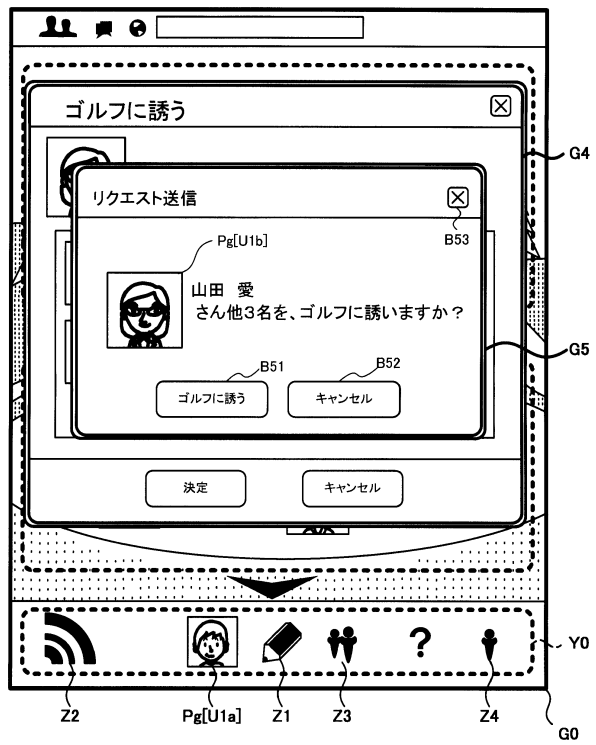 ゴルフに誘う
G4
リクエスト送信
B53
Pg[U1b]
山田 愛
さん他3名を、ゴルフに誘いますか？
G5
B51
B52
ゴルフに誘う
キャンセル
決定
キャンセル
?
Y0
Z2
Pg[U1a]
Z1
Z3
Z4
G0